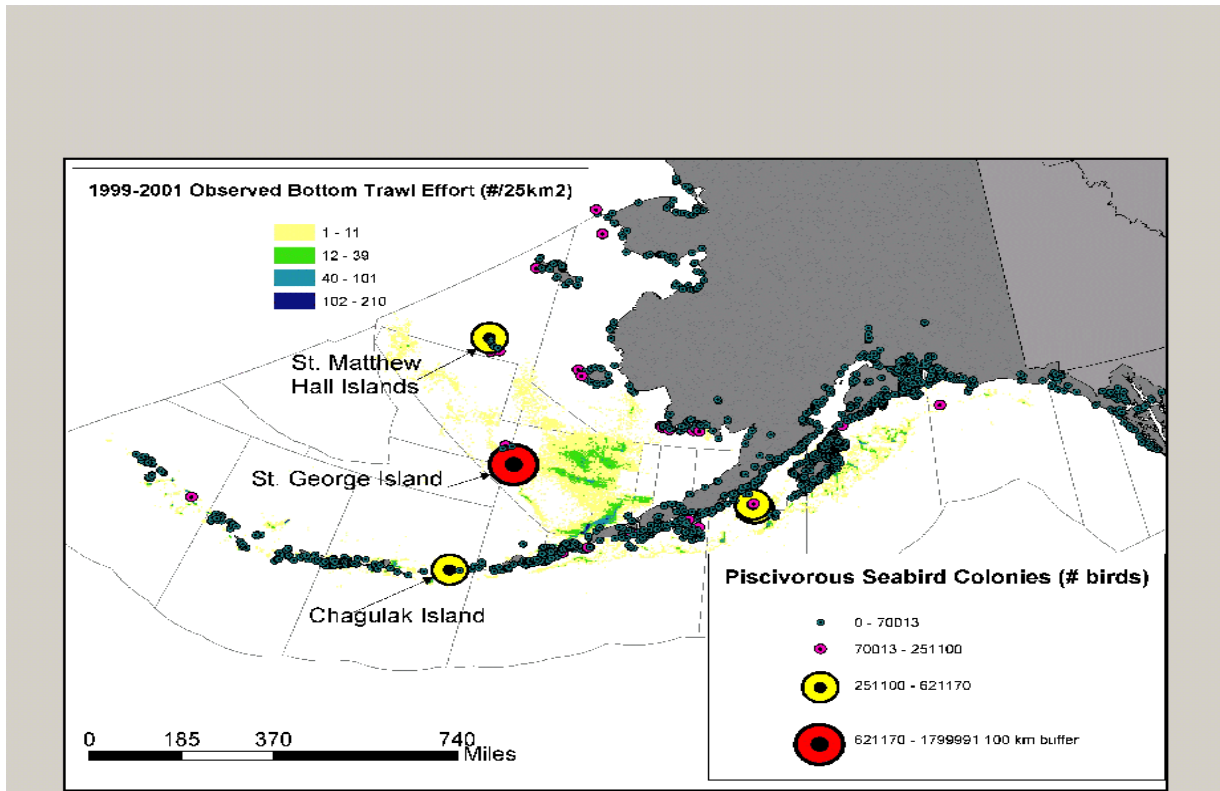 1999-2001 Observed Bottom Trawl Effort (#/25km2)
1 - 11
12 - 39
40 - 101
102 - 210
St. Matthew
Hall Islands
St. George Island
Chagulak Island
Piscivorous Seabird Colonies (# birds)
0 - 70013
70013 - 251100
251100 - 621170
621170 - 1799991 100 km buffer
0 185 370 740
Miles